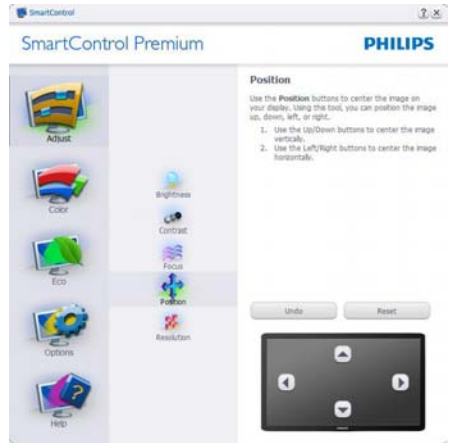 SmartControl
SmartControl Premium
PHILIPS
Adjust
Color
Eco
Options
Help
Brightness
Contrast
Focus
Position
Resolution
Position
Use the Position buttons to center the image on
your display. Using this tool, you can position the image
up, down, left, or right.
1. Use the Up/Down buttons to center the image
vertically.
2. Use the Left/Right buttons to center the image
horizontally.
Undo
Reset